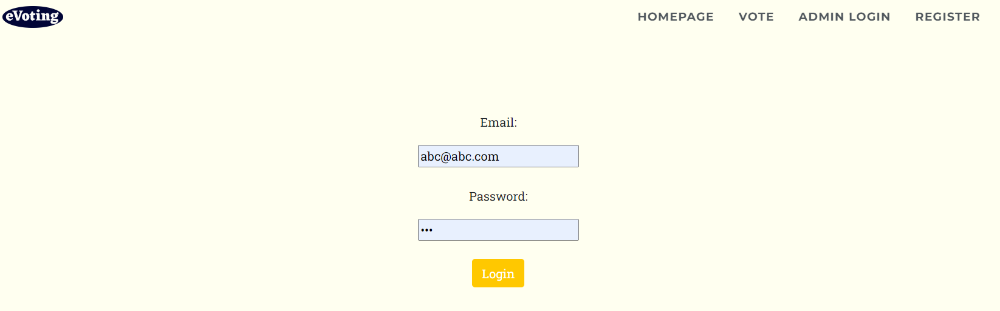 eVoting HOMEPAGE VOTE ADMIN LOGIN REGISTER
Email:
abc@abc.com
Password:
•••
Login